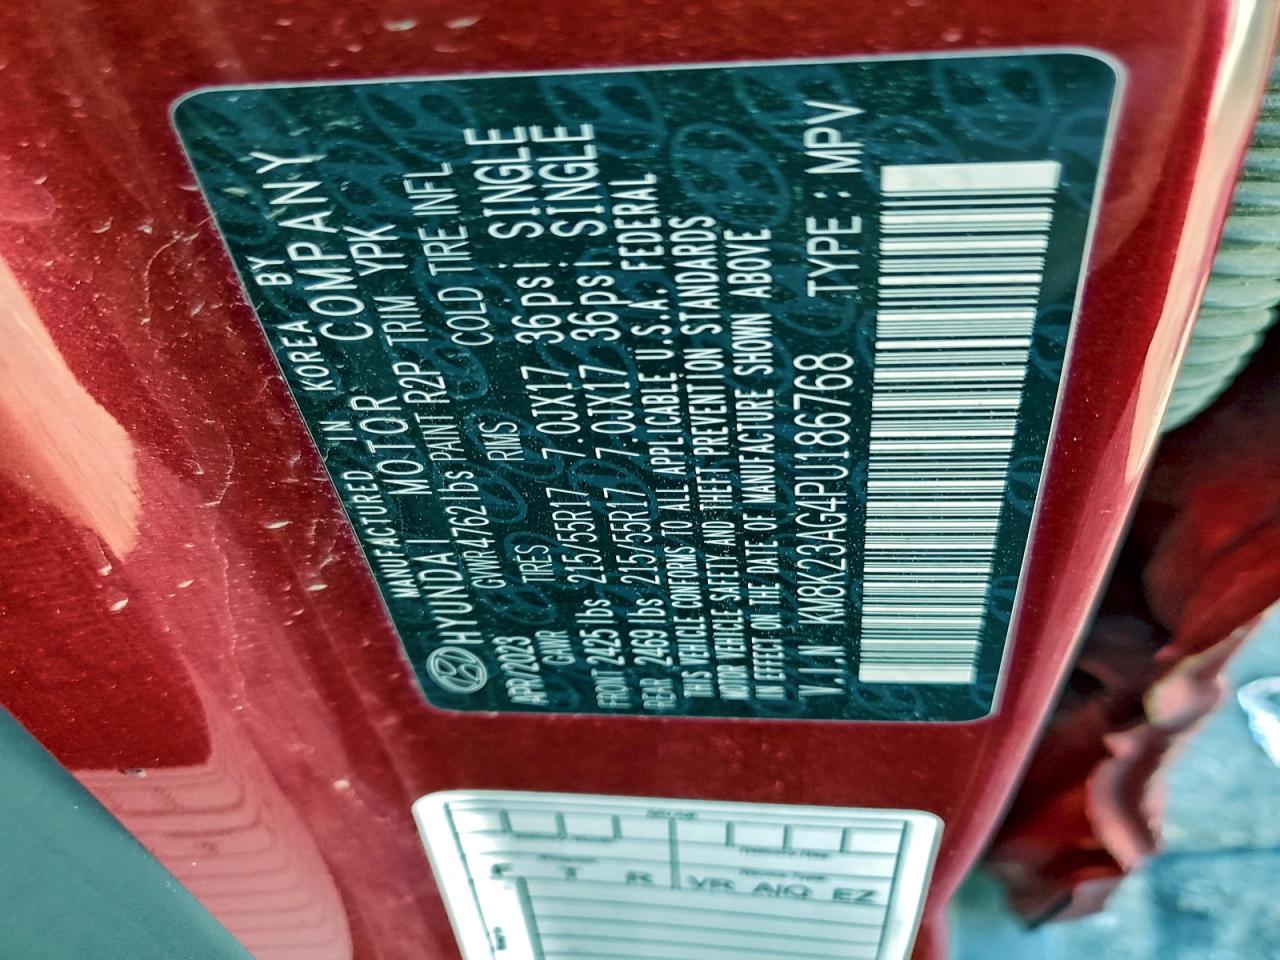 MANUFACTURED IN KOREA BY
HYUNDAI MOTOR COMPANY
APR/2023 GVWR 4762lbs PAINT R2P TRIM YPK
GAWR TIRES RIMS COLD TIRE INFL
FRONT 2425 lbs 215/55R17 7.0JX17 36psi SINGLE
REAR 2469 lbs 215/55R17 7.0JX17 36psi SINGLE
THIS VEHICLE CONFORMS TO ALL APPLICABLE U.S.A. FEDERAL
MOTOR VEHICLE SAFETY AND THEFT PREVENTION STANDARDS
IN EFFECT ON THE DATE OF MANUFACTURE SHOWN ABOVE
V.I.N KM8K23AG4PU186768 TYPE : MPV
F T R VR A/Q EZ